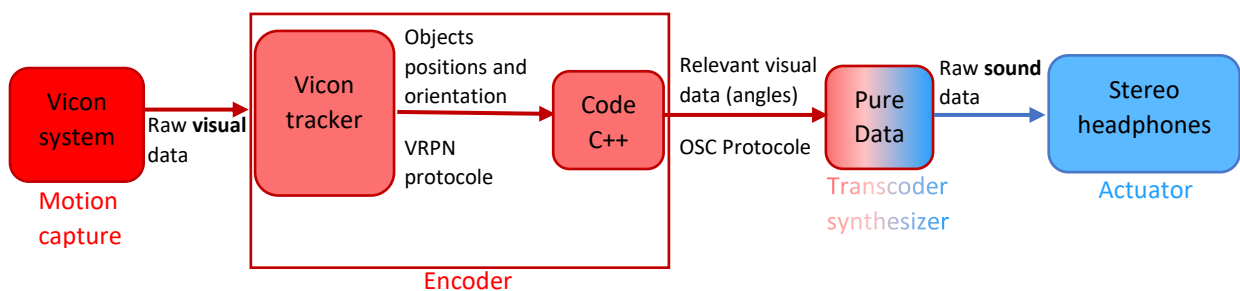 Vicon
system
Motion
capture
Raw visual
data
Vicon
tracker
Objects
positions and
orientation
VRPN
protocole
Code
C++
Encoder
Relevant visual
data (angles)
OSC Protocole
Pure
Data
Transcoder
synthesizer
Raw sound
data
Stereo
headphones
Actuator